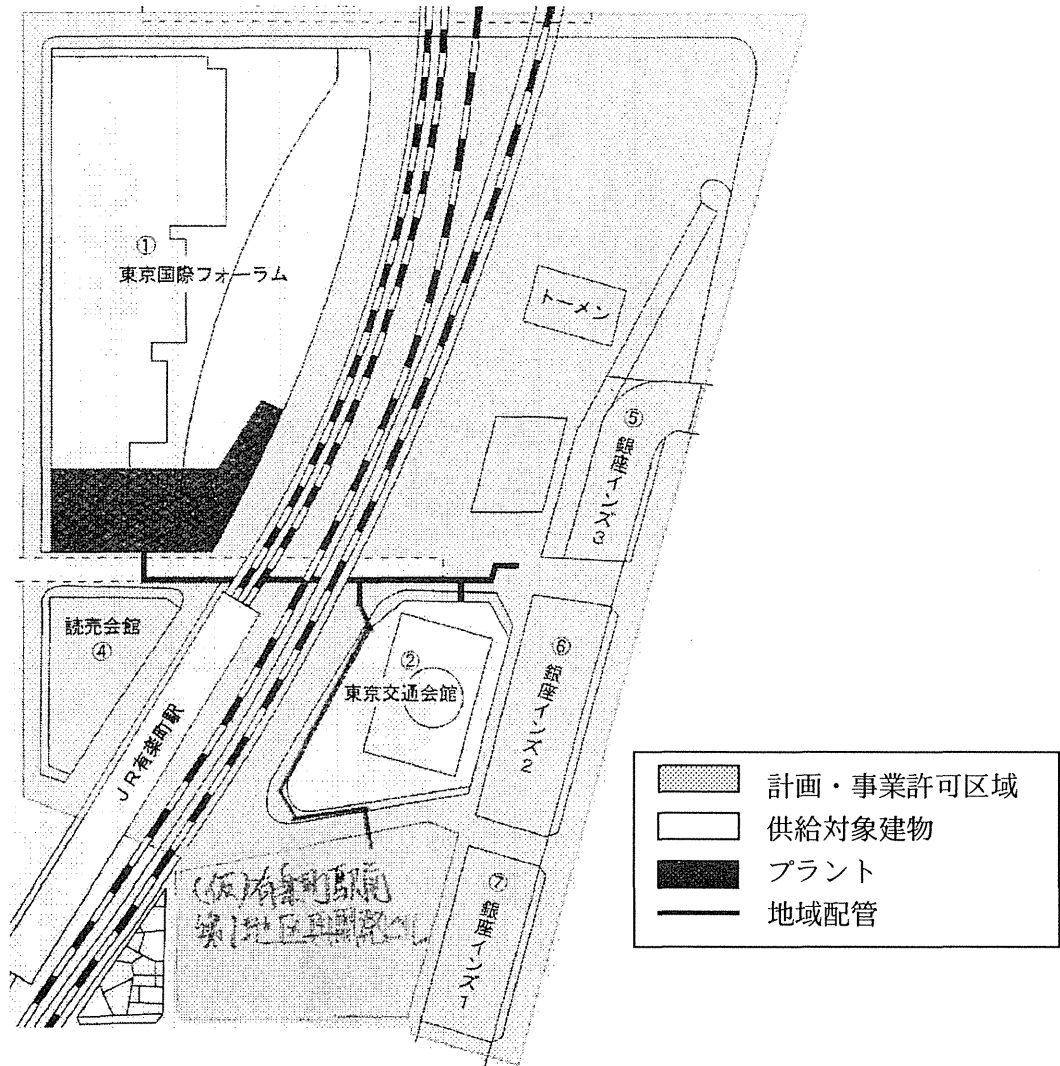 ①
東京国際フォーラム
トーメン
⑤
銀座インズ3
読売会館
④
JR有楽町駅
②
東京交通会館
⑥
銀座インズ2
⑦
銀座インズ1
(仮)有楽町駅前
第1地区再開発ビル
計画・事業許可区域
供給対象建物
プラント
地域配管